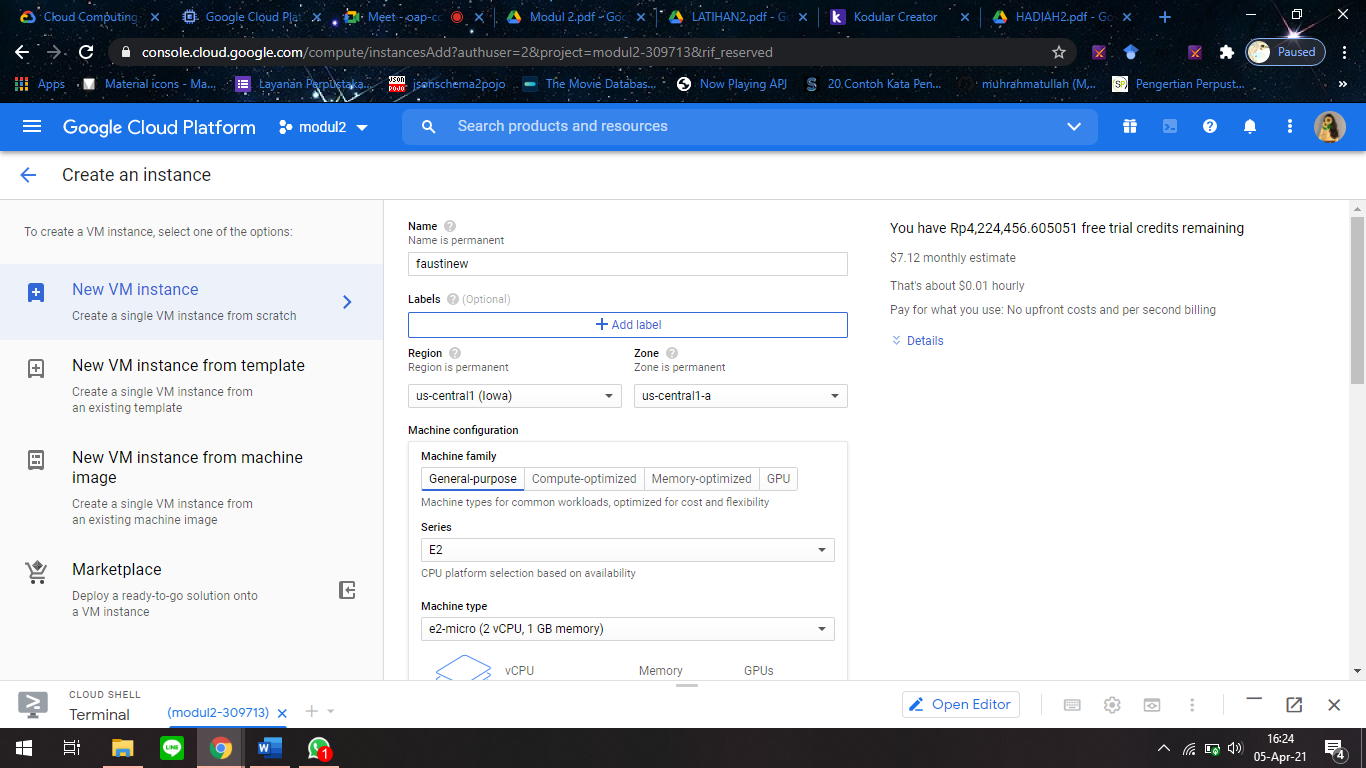 Cloud Computing
Google Cloud Pla
Meet - oap-cc
Modul 2.pdf - Goo
LATIHAN2.pdf - G
Kodular Creator
HADIAH2.pdf - Go
console.cloud.google.com/compute/instancesAdd?authuser=2&project=modul2-309713&rif_reserved
Paused
Apps
Material icons - Ma...
Layanan Perpustaka...
JSON POJO
jsonschema2pojo
The Movie Databas...
Now Playing API
20 Contoh Kata Pen...
muhrahmatullah (M,...
SP
Pengertian Perpust...
»
Google Cloud Platform
modul2
Search products and resources
Create an instance
To create a VM instance, select one of the options:
New VM instance
Create a single VM instance from scratch
New VM instance from template
Create a single VM instance from
an existing template
New VM instance from machine
image
Create a single VM instance from
an existing machine image
Marketplace
Deploy a ready-to-go solution onto
a VM instance
Name
Name is permanent
faustinew
Labels (Optional)
Add label
Region
Region is permanent
us-central1 (Iowa)
Zone
Zone is permanent
us-central1-a
Machine configuration
Machine family
General-purpose
Compute-optimized
Memory-optimized
GPU
Machine types for common workloads, optimized for cost and flexibility
Series
E2
CPU platform selection based on availability
Machine type
e2-micro (2 vCPU, 1 GB memory)
vCPU
Memory
GPUs
You have Rp4,224,456.605051 free trial credits remaining
$7.12 monthly estimate
That's about $0.01 hourly
Pay for what you use: No upfront costs and per second billing
Details
CLOUD SHELL
Terminal
(modul2-309713)
Open Editor
LINE
1
16:24
05-Apr-21
4